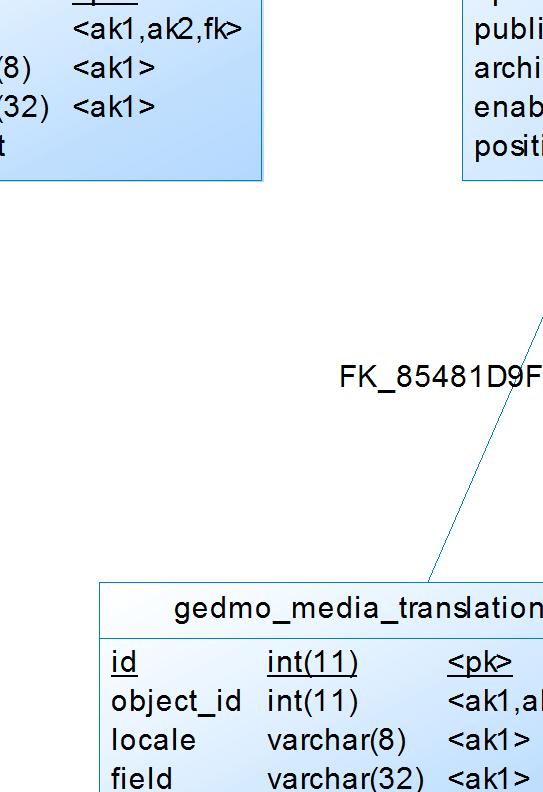 <ak1,ak2,fk>
(8) <ak1>
(32) <ak1>
t
publi
archi
enab
positi
FK_85481D9F
gedmo_media_translation
id int(11) <pk>
object_id int(11) <ak1,a
locale varchar(8) <ak1>
field varchar(32) <ak1>